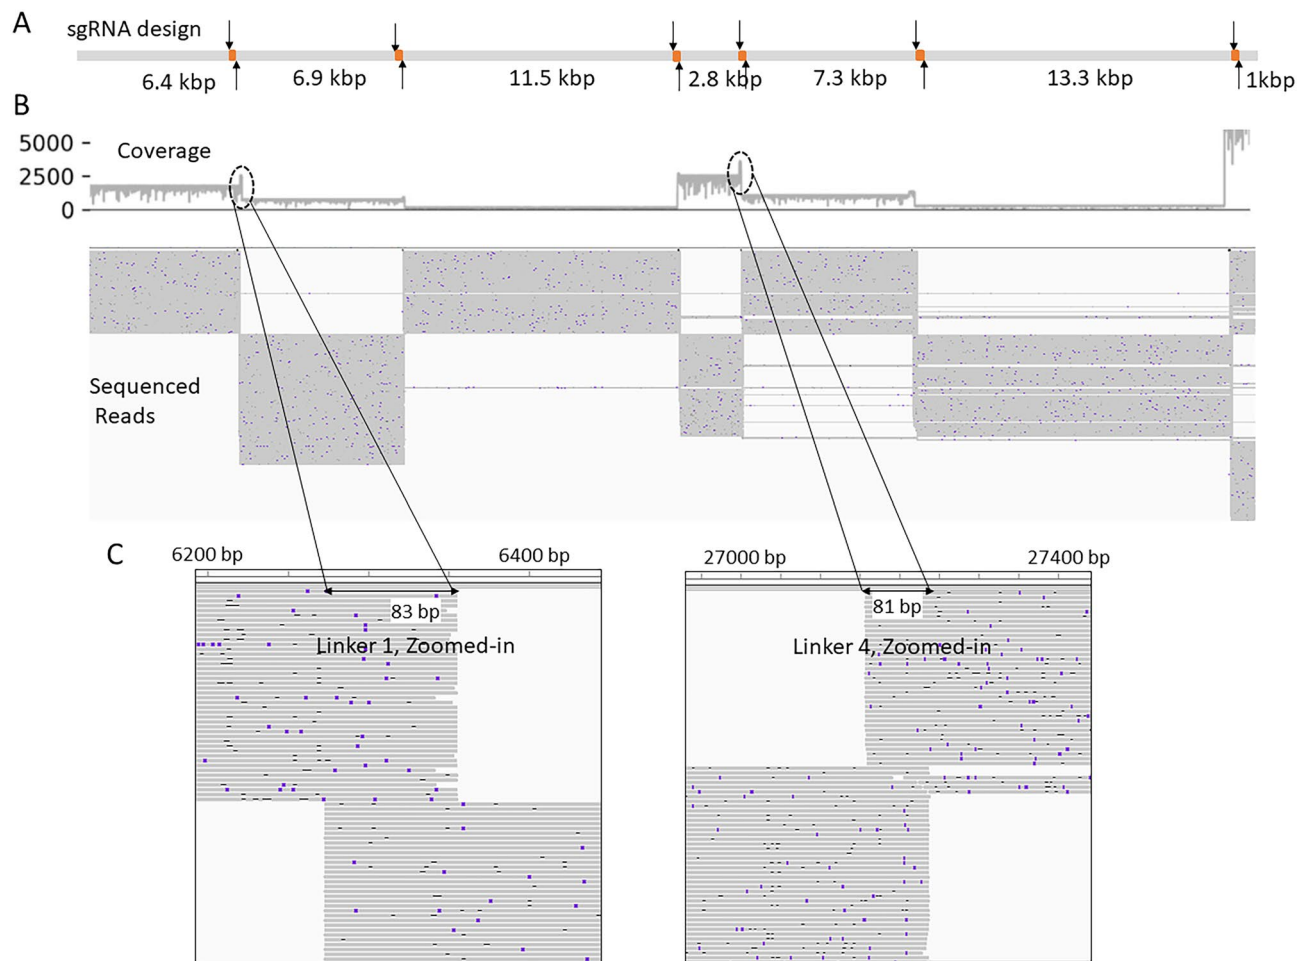 A
sgRNA design
6.4 kbp
6.9 kbp
11.5 kbp
2.8 kbp
7.3 kbp
13.3 kbp
1kbp
B
5000
2500
0
Coverage
Sequenced
Reads
C
6200 bp
6400 bp
83 bp
Linker 1, Zoomed-in
27000 bp
27400 bp
81 bp
Linker 4, Zoomed-in